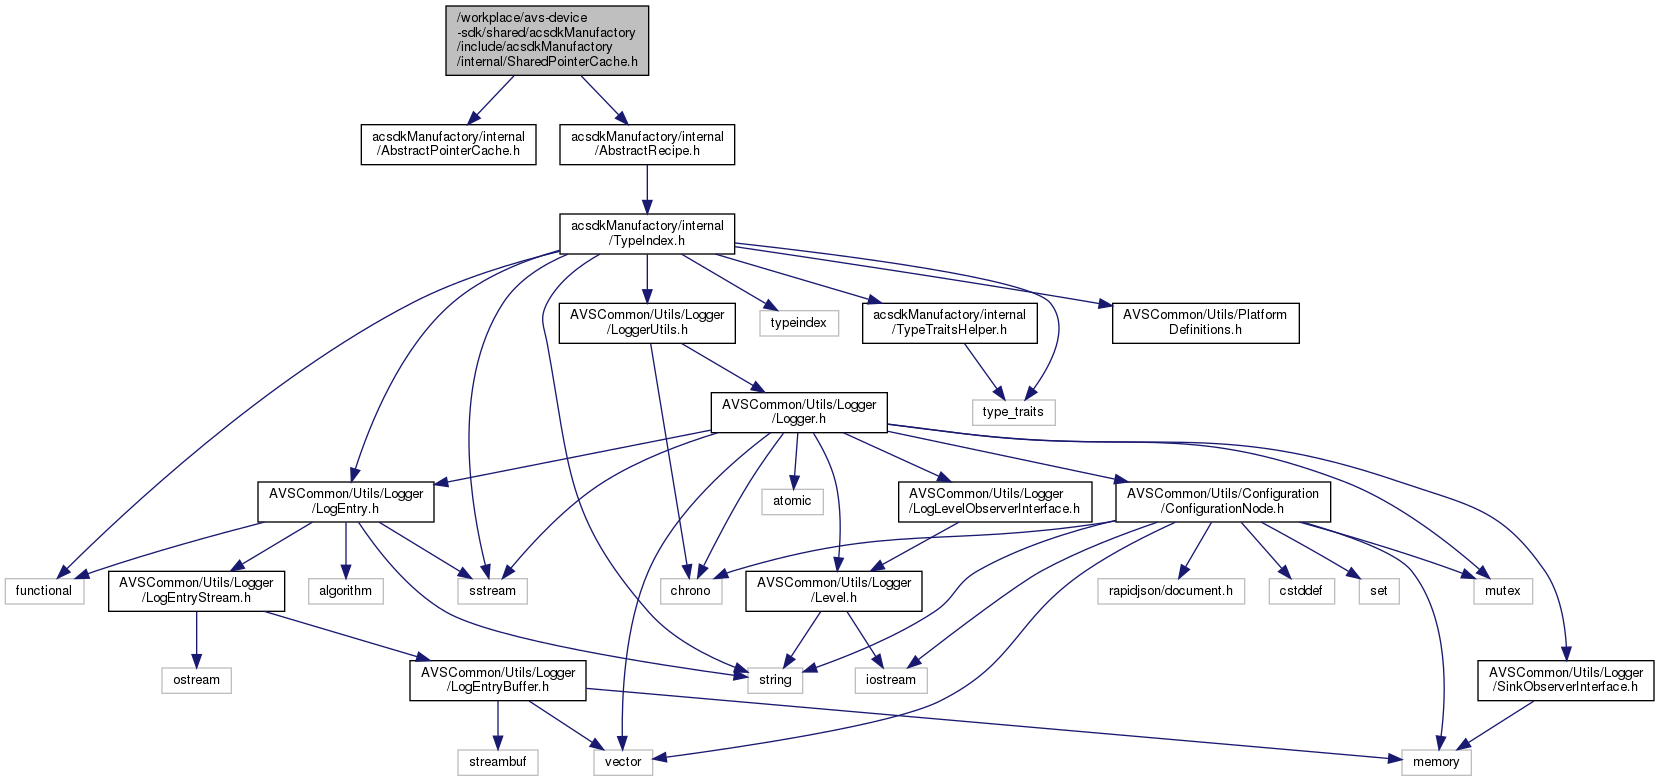 /workplace/avs-device
-sdk/shared/acsdkManufactory
/include/acsdkManufactory
/internal/SharedPointerCache.h
acsdkManufactory/internal
/AbstractPointerCache.h
acsdkManufactory/internal
/AbstractRecipe.h
acsdkManufactory/internal
/TypeIndex.h
AVSCommon/Utils/Logger
/LoggerUtils.h
typeindex
acsdkManufactory/internal
/TypeTraitsHelper.h
AVSCommon/Utils/Platform
Definitions.h
AVSCommon/Utils/Logger
/Logger.h
type_traits
AVSCommon/Utils/Logger
/LogEntry.h
atomic
AVSCommon/Utils/Logger
/LogLevelObserverInterface.h
AVSCommon/Utils/Configuration
/ConfigurationNode.h
functional
AVSCommon/Utils/Logger
/LogEntryStream.h
algorithm
sstream
chrono
AVSCommon/Utils/Logger
/Level.h
rapidjson/document.h
cstddef
set
mutex
ostream
AVSCommon/Utils/Logger
/LogEntryBuffer.h
string
iostream
AVSCommon/Utils/Logger
/SinkObserverInterface.h
streambuf
vector
memory